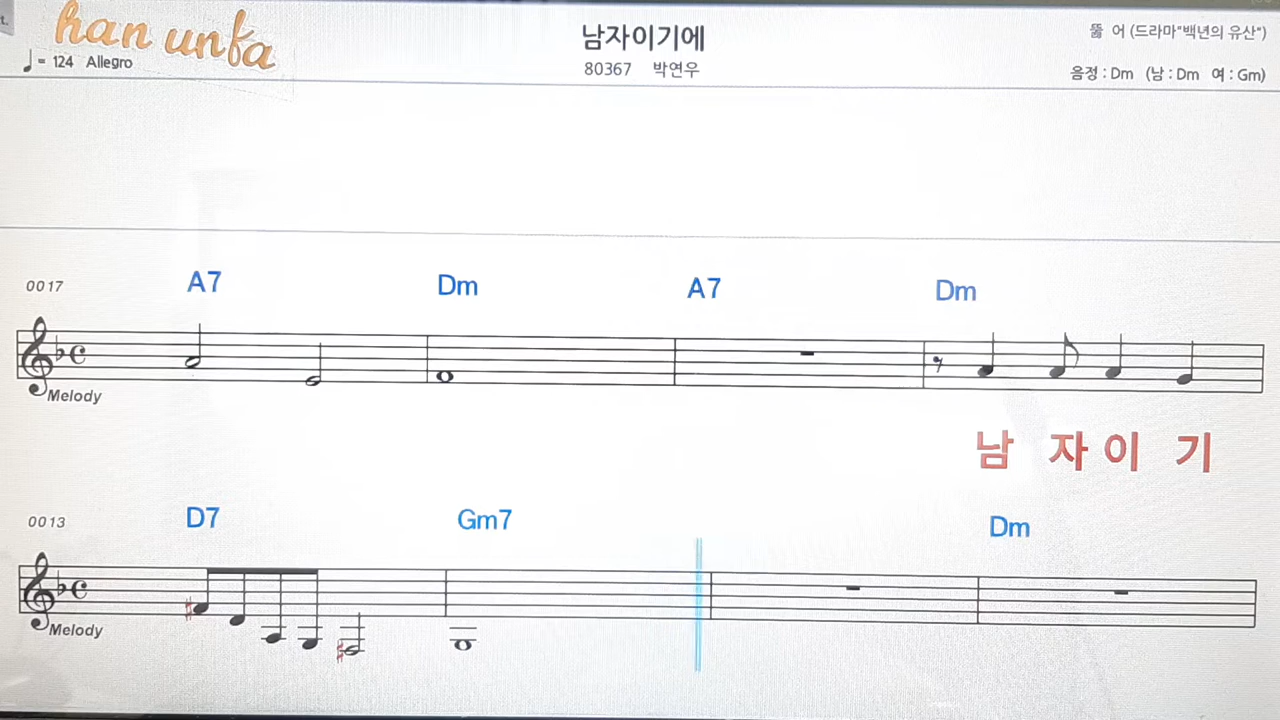 han unfa
♩= 124 Allegro
남자이기에
80367 박연우
뚫 어 (드라마"백년의 유산")
음정 : Dm (남 : Dm 여 : Gm)
0017 A7 Dm A7 Dm
Melody
남 자 이 기
0013 D7 Gm7 Dm
Melody